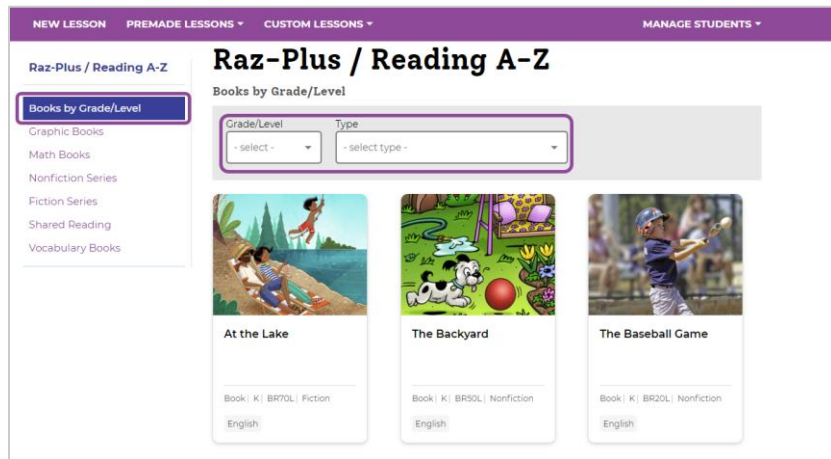 NEW LESSON PREMADE LESSONS CUSTOM LESSONS MANAGE STUDENTS
Raz-Plus / Reading A-Z
Books by Grade/Level
Graphic Books
Math Books
Nonfiction Series
Fiction Series
Shared Reading
Vocabulary Books
Raz-Plus / Reading A-Z
Books by Grade/Level
Grade/Level Type
- select - - select type -
At the Lake
Book | K | BR70L | Fiction
English
The Backyard
Book | K | BR50L | Nonfiction
English
The Baseball Game
Book | K | BR20L | Nonfiction
English